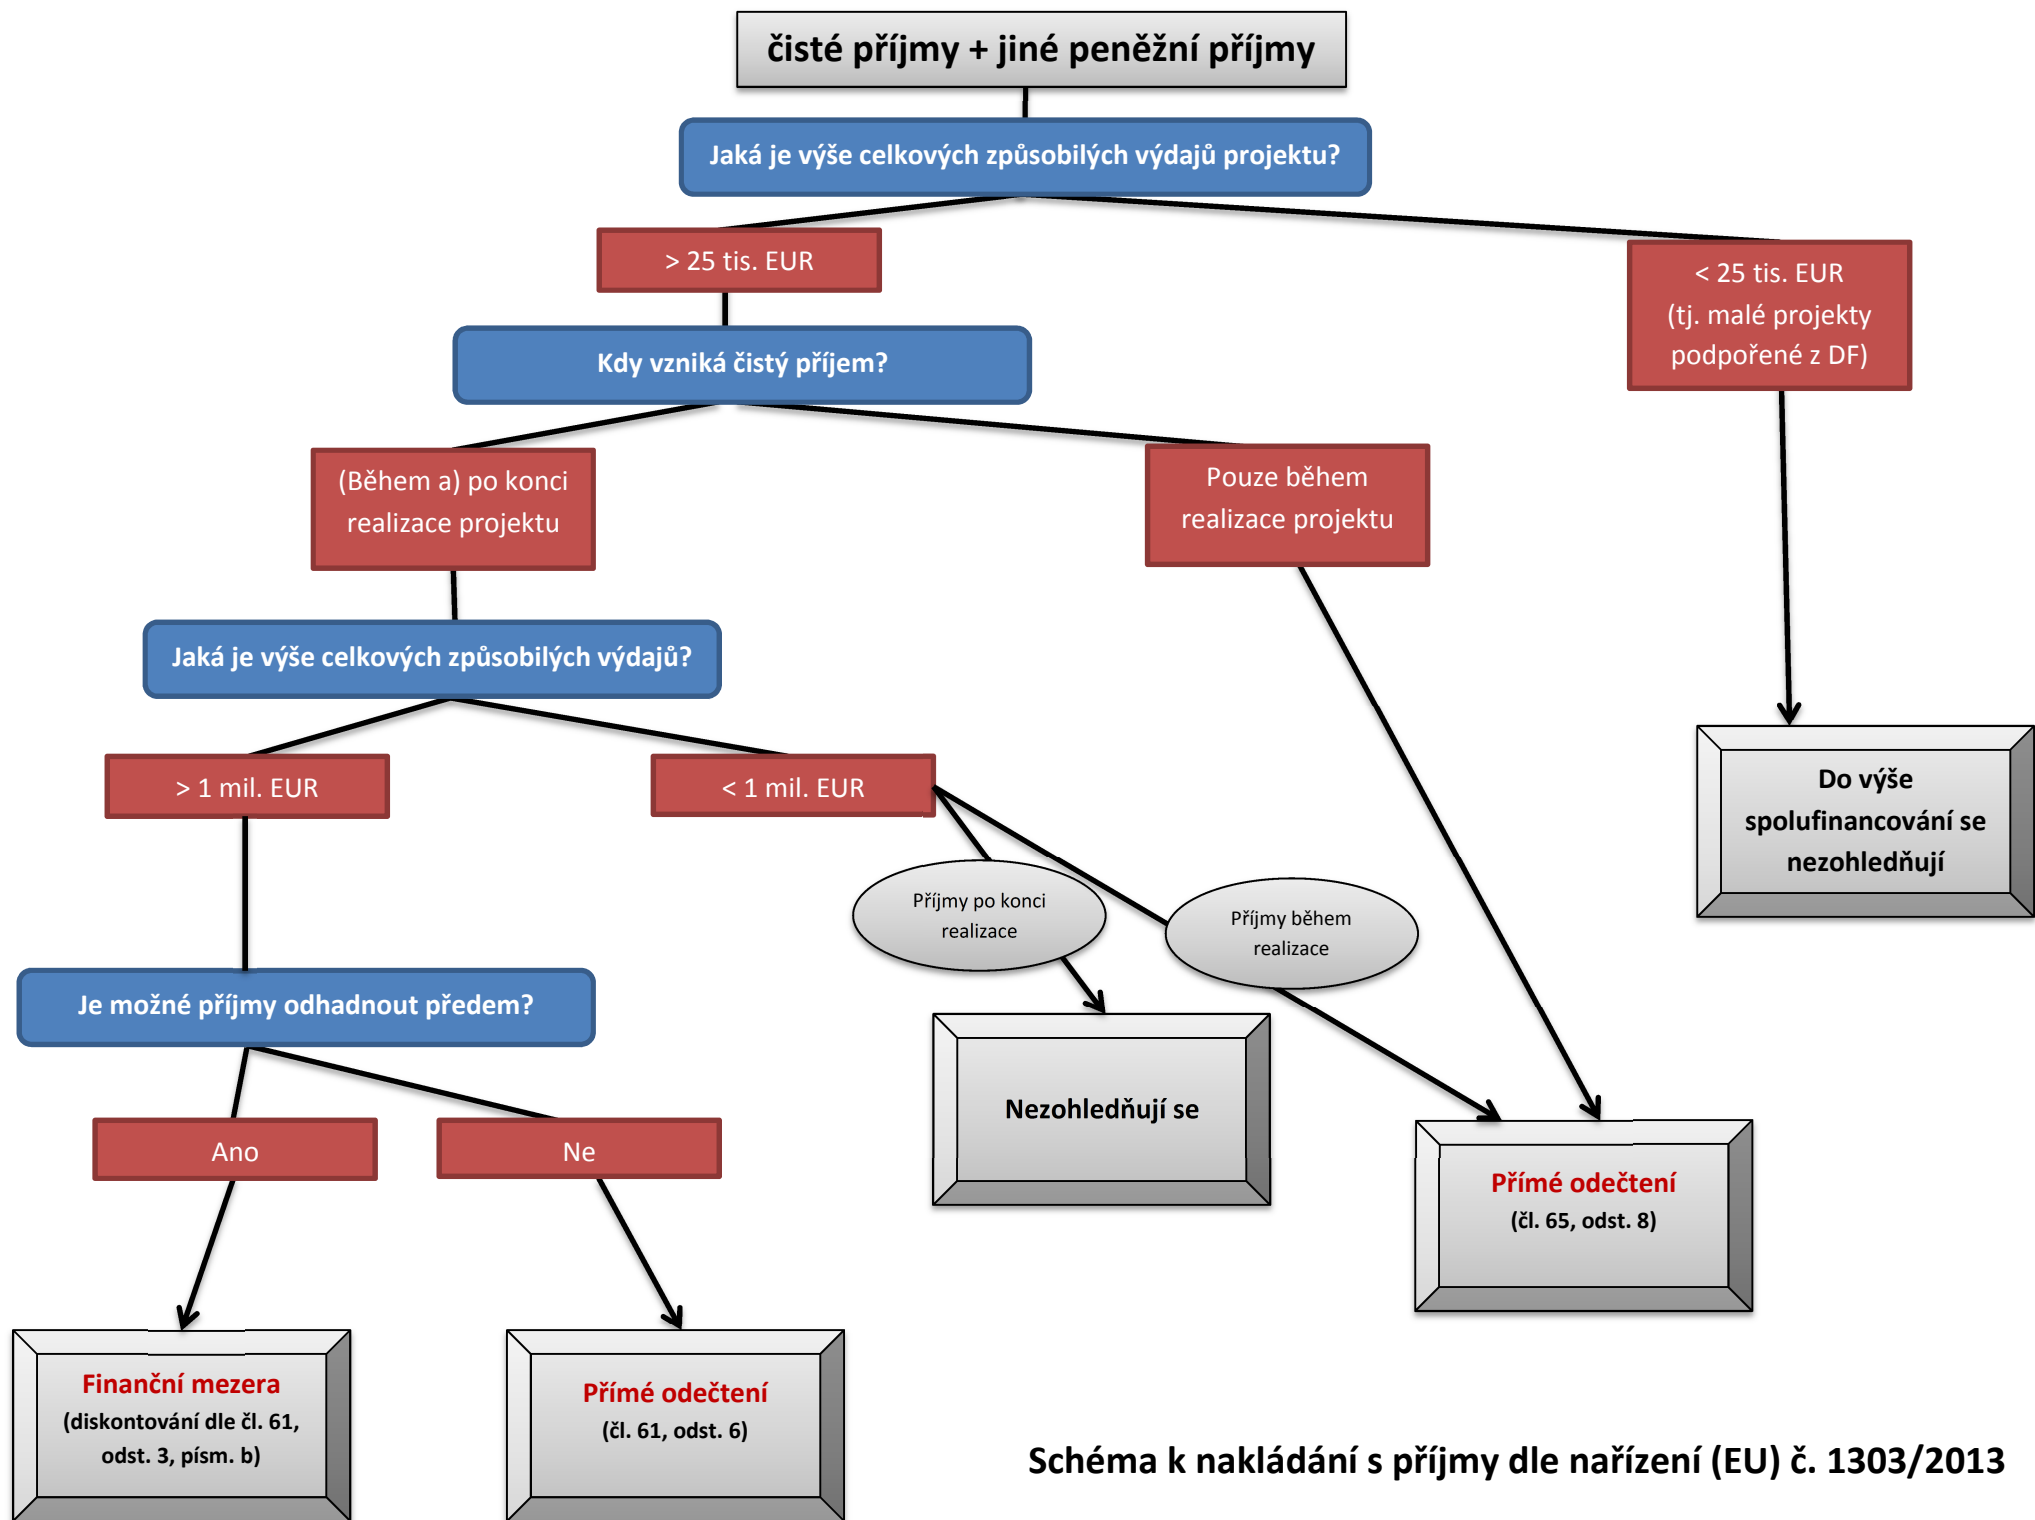 čisté příjmy + jiné peněžní příjmy
Jaká je výše celkových způsobilých výdajů projektu?
> 25 tis. EUR
< 25 tis. EUR
(tj. malé projekty
podpořené z DF)
Kdy vzniká čistý příjem?
(Během a) po konci
realizace projektu
Pouze během
realizace projektu
Jaká je výše celkových způsobilých výdajů?
> 1 mil. EUR
< 1 mil. EUR
Do výše
spolufinancování se
nezohledňují
Příjmy po konci
realizace
Příjmy během
realizace
Je možné příjmy odhadnout předem?
Nezohledňují se
Ano
Ne
Přímé odečtení
(čl. 65, odst. 8)
Finanční mezera
(diskontování dle čl. 61,
odst. 3, písm. b)
Přímé odečtení
(čl. 61, odst. 6)
Schéma k nakládání s příjmy dle nařízení (EU) č. 1303/2013